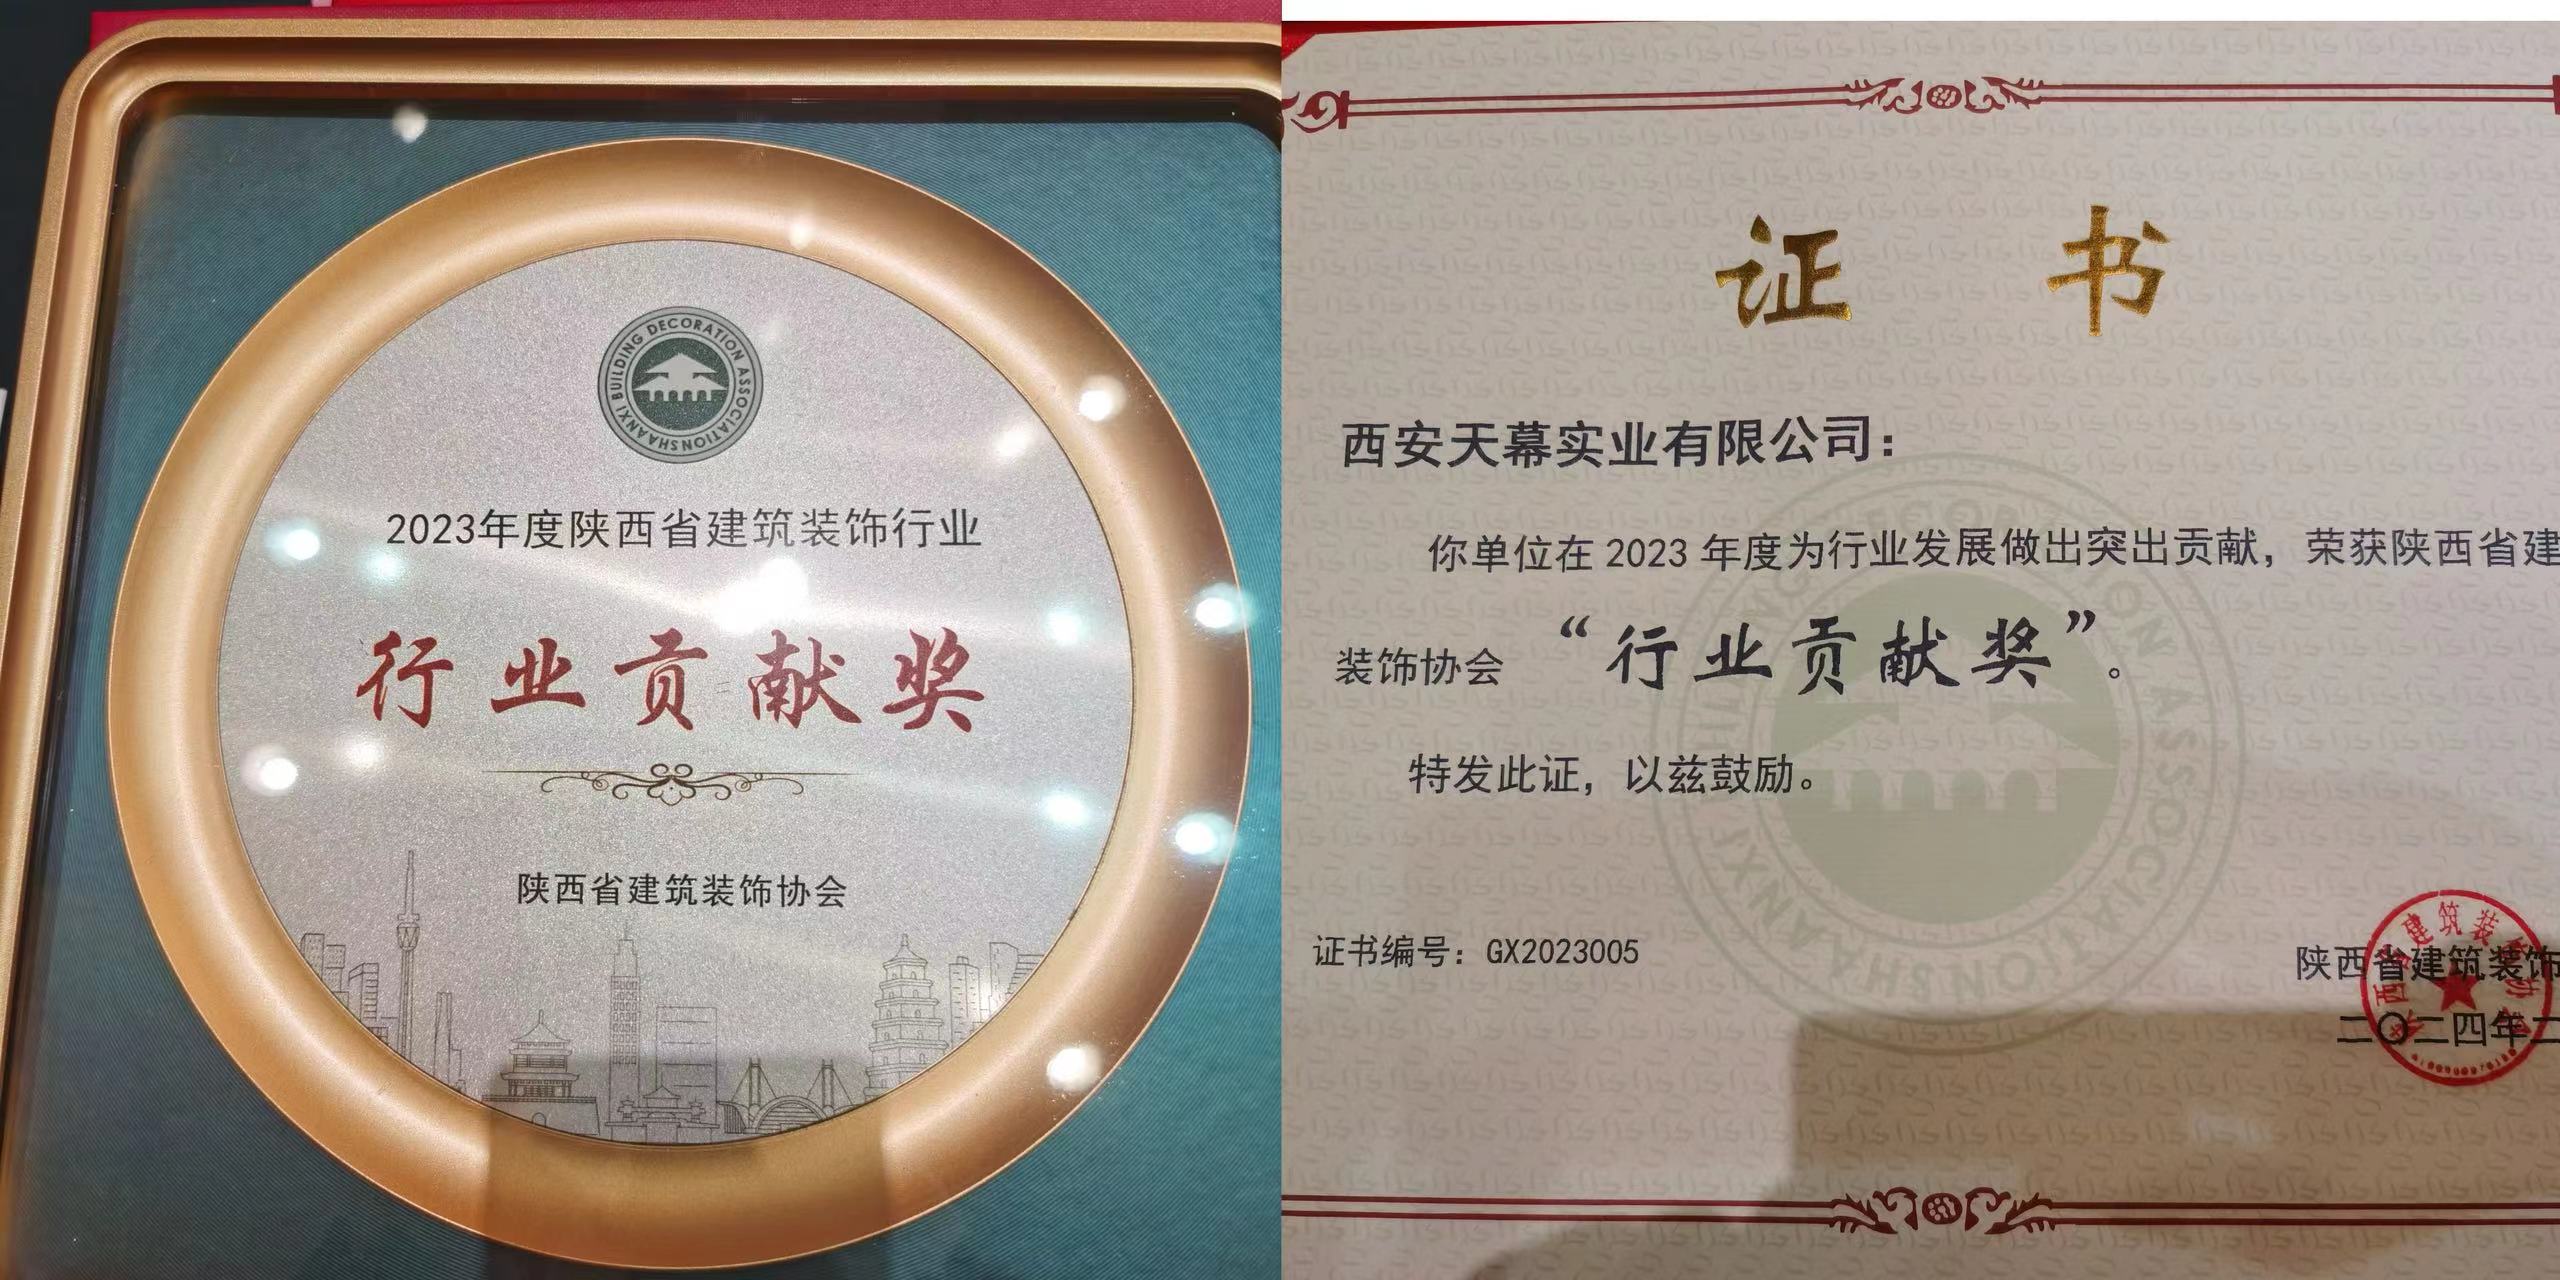 SHAANXI BUILDING DECORATION ASSOCIATION
2023年度陕西省建筑装饰行业
行业贡献奖
陕西省建筑装饰协会
证书
西安天幕实业有限公司：
你单位在 2023 年度为行业发展做出突出贡献，荣获陕西省建
装饰协会 “行业贡献奖”。
特发此证，以兹鼓励。
证书编号：GX2023005
陕西省建筑装饰
二〇二四年二